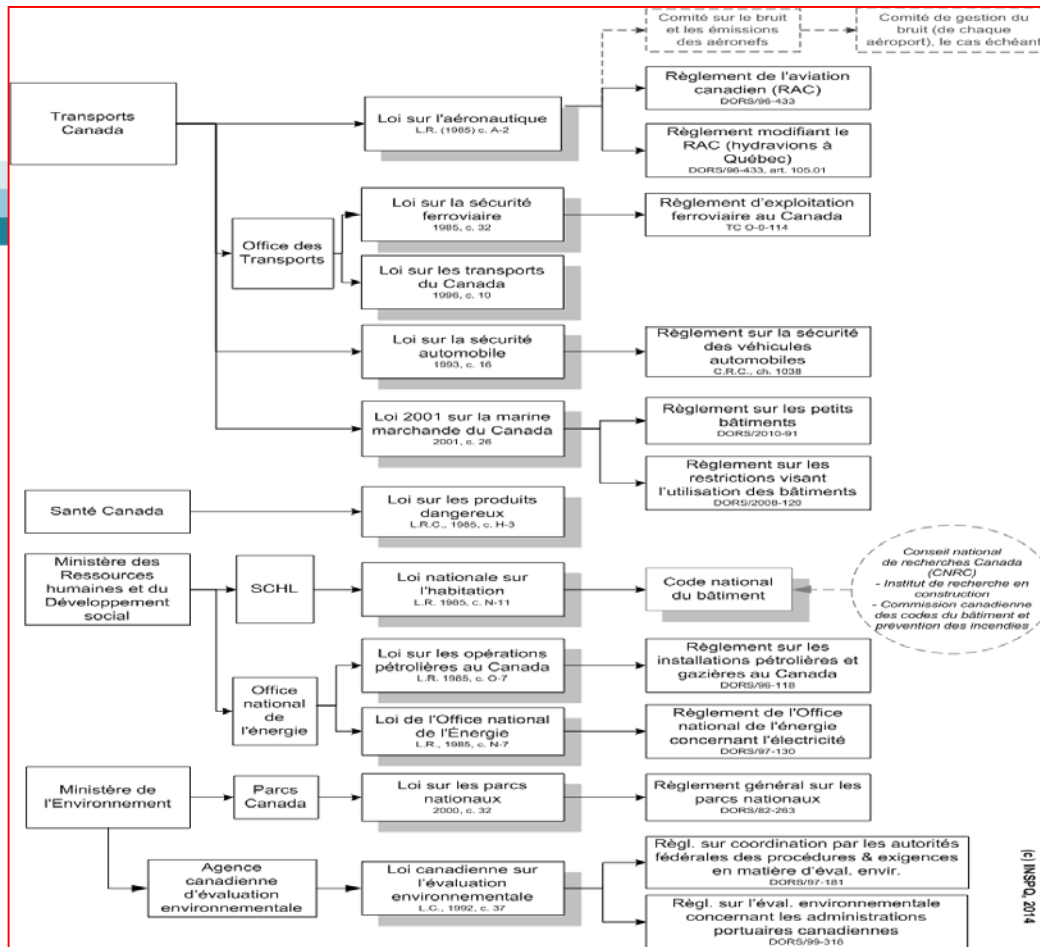 Comité sur le bruit
et les émissions
des aéronefs
Comité de gestion du
bruit (de chaque
aéroport), le cas échéant
Transports
Canada
Loi sur l'aéronautique
L.R. (1985) c. A-2
Règlement de l'aviation
canadien (RAC)
DORS/96-433
Règlement modifiant le
RAC (hydravions à
Québec)
DORS/96-433, art. 105.01
Office des
Transports
Loi sur la sécurité
ferroviaire
1985, c. 32
Règlement d'exploitation
ferroviaire au Canada
TC O-0-114
Loi sur les transports
du Canada
1996, c. 10
Loi sur la sécurité
automobile
1993, c. 16
Règlement sur la sécurité
des véhicules
automobiles
C.R.C., ch. 1038
Loi 2001 sur la marine
marchande du Canada
2001, c. 26
Règlement sur les petits
bâtiments
DORS/2010-91
Règlement sur les
restrictions visant
l'utilisation des bâtiments
DORS/2008-120
Santé Canada
Loi sur les produits
dangereux
L.R.C., 1985, c. H-3
Ministère des
Ressources
humaines et du
Développement
social
SCHL
Loi nationale sur
l'habitation
L.R. 1985, c. N-11
Code national
du bâtiment
Conseil national
de recherches Canada
(CNRC)
- Institut de recherche en
construction
- Commission canadienne
des codes du bâtiment et
prévention des incendies
Office
national
de
l'énergie
Loi sur les opérations
pétrolières au Canada
L.R. 1985, c. O-7
Règlement sur les
installations pétrolières et
gazières au Canada
DORS/96-118
Loi de l'Office national
de l'Énergie
L.R., 1985, c. N-7
Règlement de l'Office
national de l'énergie
concernant l'électricité
DORS/97-130
Ministère de
l'Environnement
Parcs
Canada
Loi sur les parcs
nationaux
2000, c. 32
Règlement général sur les
parcs nationaux
DORS/82-263
Agence
canadienne
d'évaluation
environnementale
Loi canadienne sur
l'évaluation
environnementale
L.C., 1992, c. 37
Règl. sur coordination par les autorités
fédérales des procédures & exigences
en matière d'éval. envir.
DORS/97-181
Règl. sur l'éval. environnementale
concernant les administrations
portuaires canadiennes
DORS/99-318
(c) INSPQ, 2014